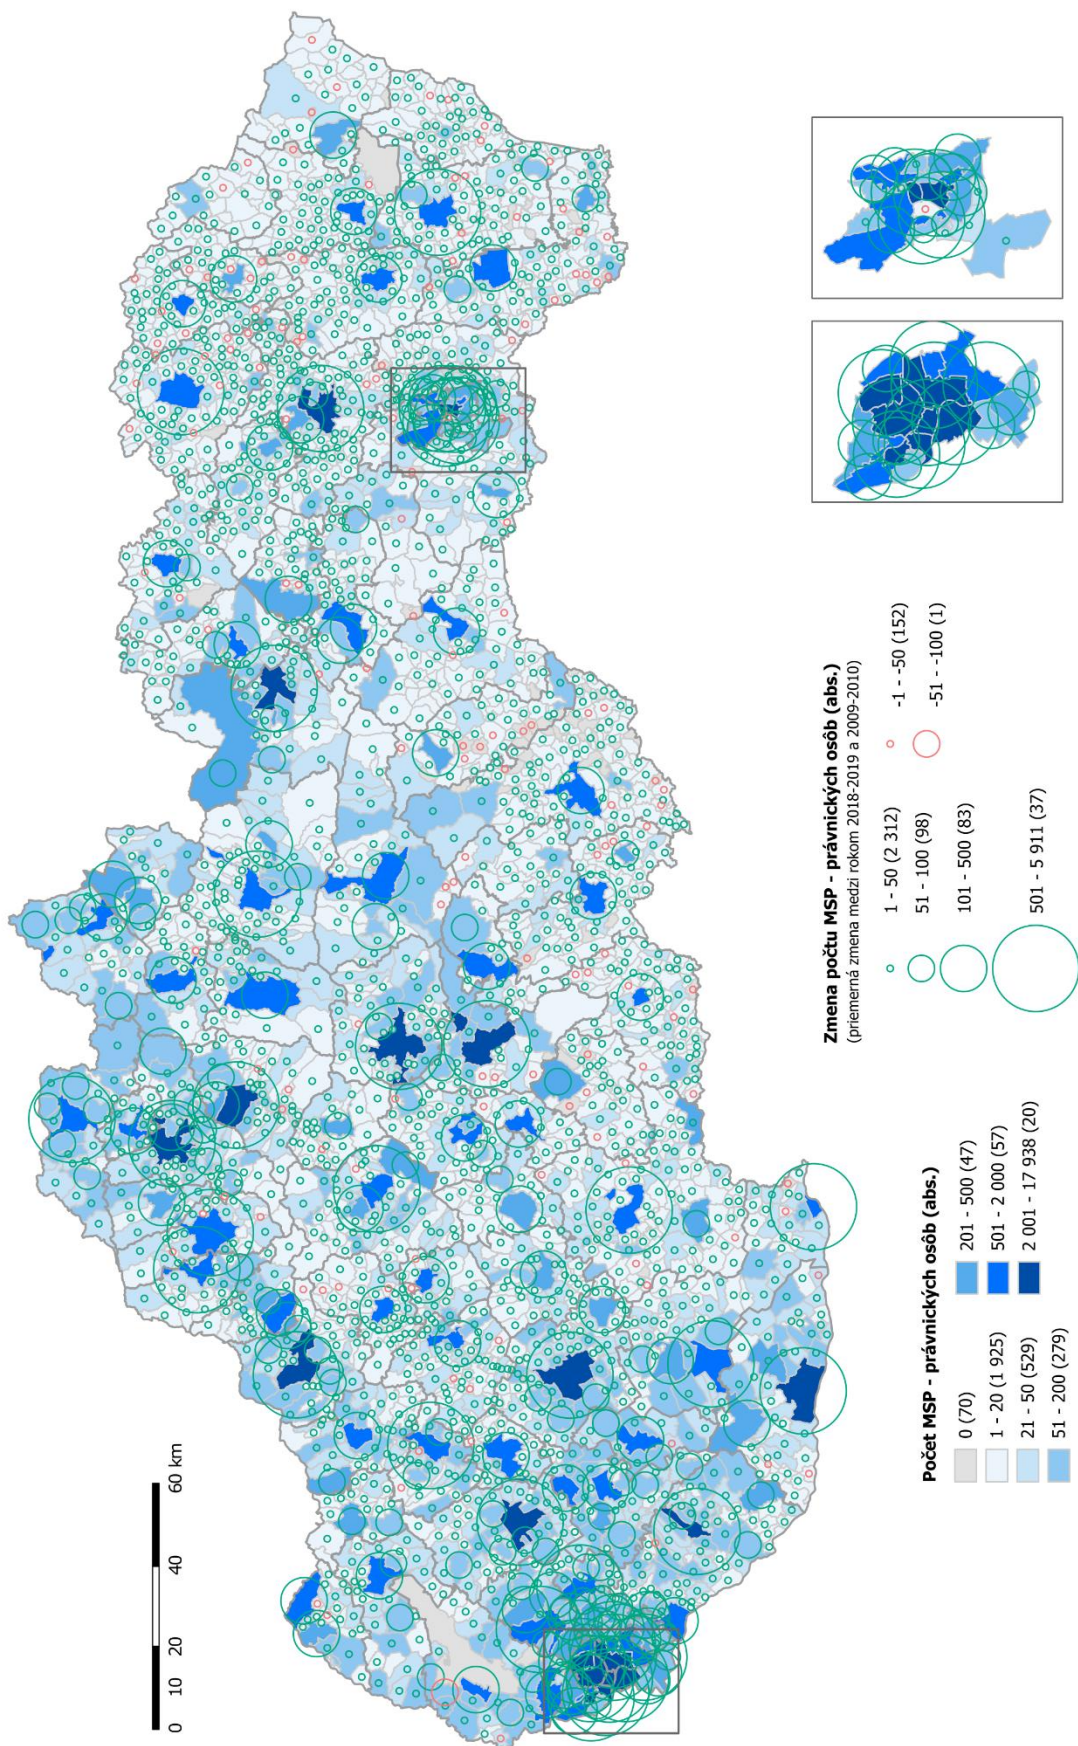 0 10 20 40 60 km
Počet MSP - právnických osôb (abs.)
0 (70)
1 - 20 (1 925)
21 - 50 (529)
51 - 200 (279)
201 - 500 (47)
501 - 2 000 (57)
2 001 - 17 938 (20)
Zmena počtu MSP - právnických osôb (abs.)
(priemerná zmena medzi rokom 2018-2019 a 2009-2010)
1 - 50 (2 312)
51 - 100 (98)
101 - 500 (83)
501 - 5 911 (37)
-1 - -50 (152)
-51 - -100 (1)